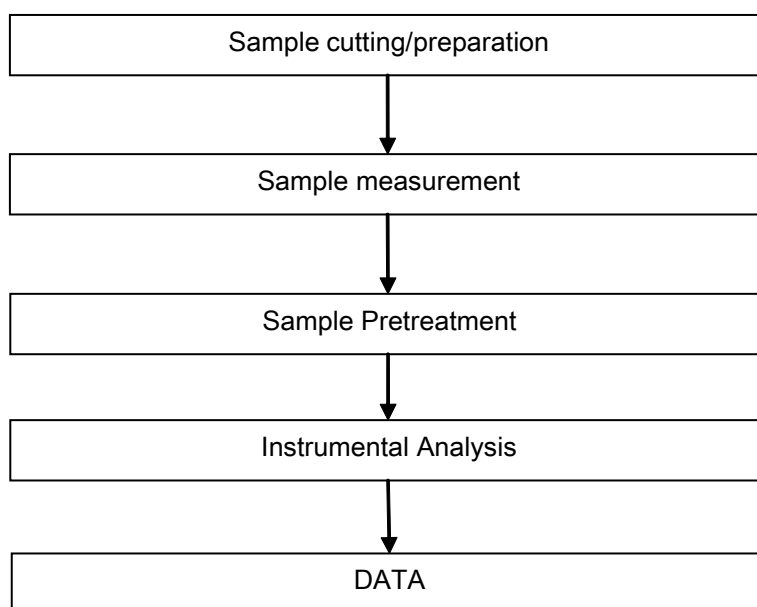 Sample cutting/preparation
Sample measurement
Sample Pretreatment
Instrumental Analysis
DATA